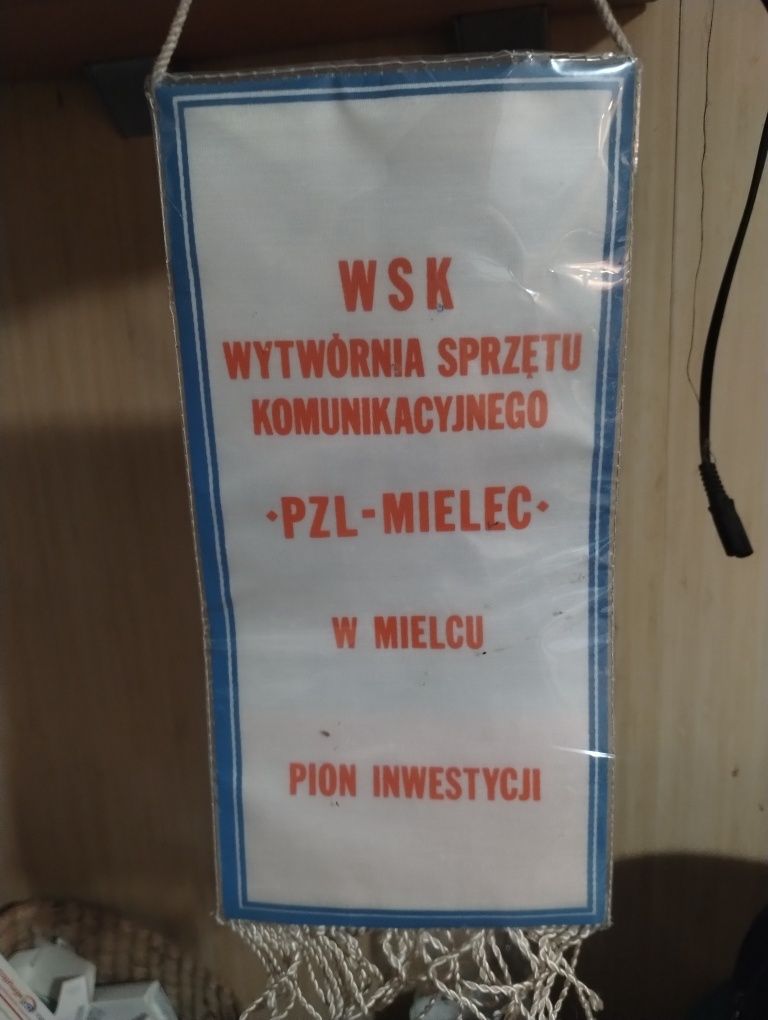 WSK
WYTWÓRNIA SPRZĘTU
KOMUNIKACYJNEGO
·PZL-MIELEC·
W MIELCU
PION INWESTYCJI